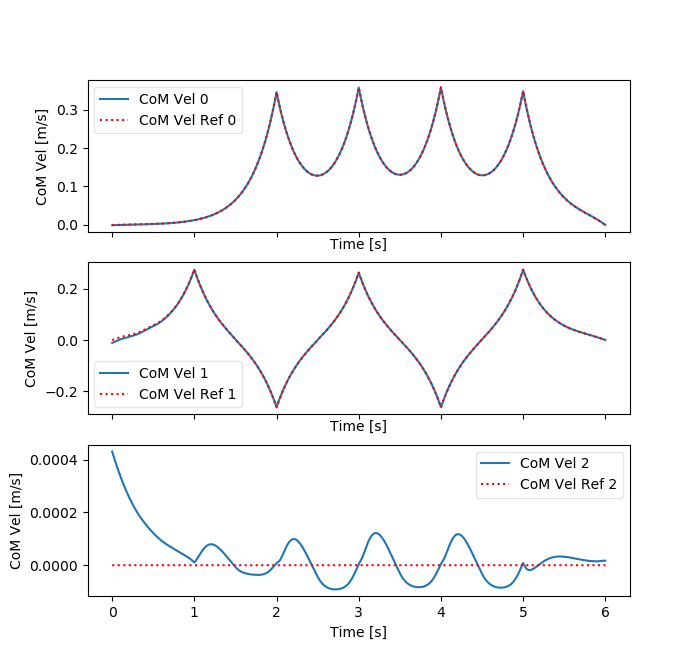 CoM Vel [m/s]
0.3
0.2
0.1
0.0
CoM Vel 0
CoM Vel Ref 0
Time [s]
CoM Vel [m/s]
0.2
0.0
−0.2
CoM Vel 1
CoM Vel Ref 1
Time [s]
CoM Vel [m/s]
0.0004
0.0002
0.0000
CoM Vel 2
CoM Vel Ref 2
0 1 2 3 4 5 6
Time [s]